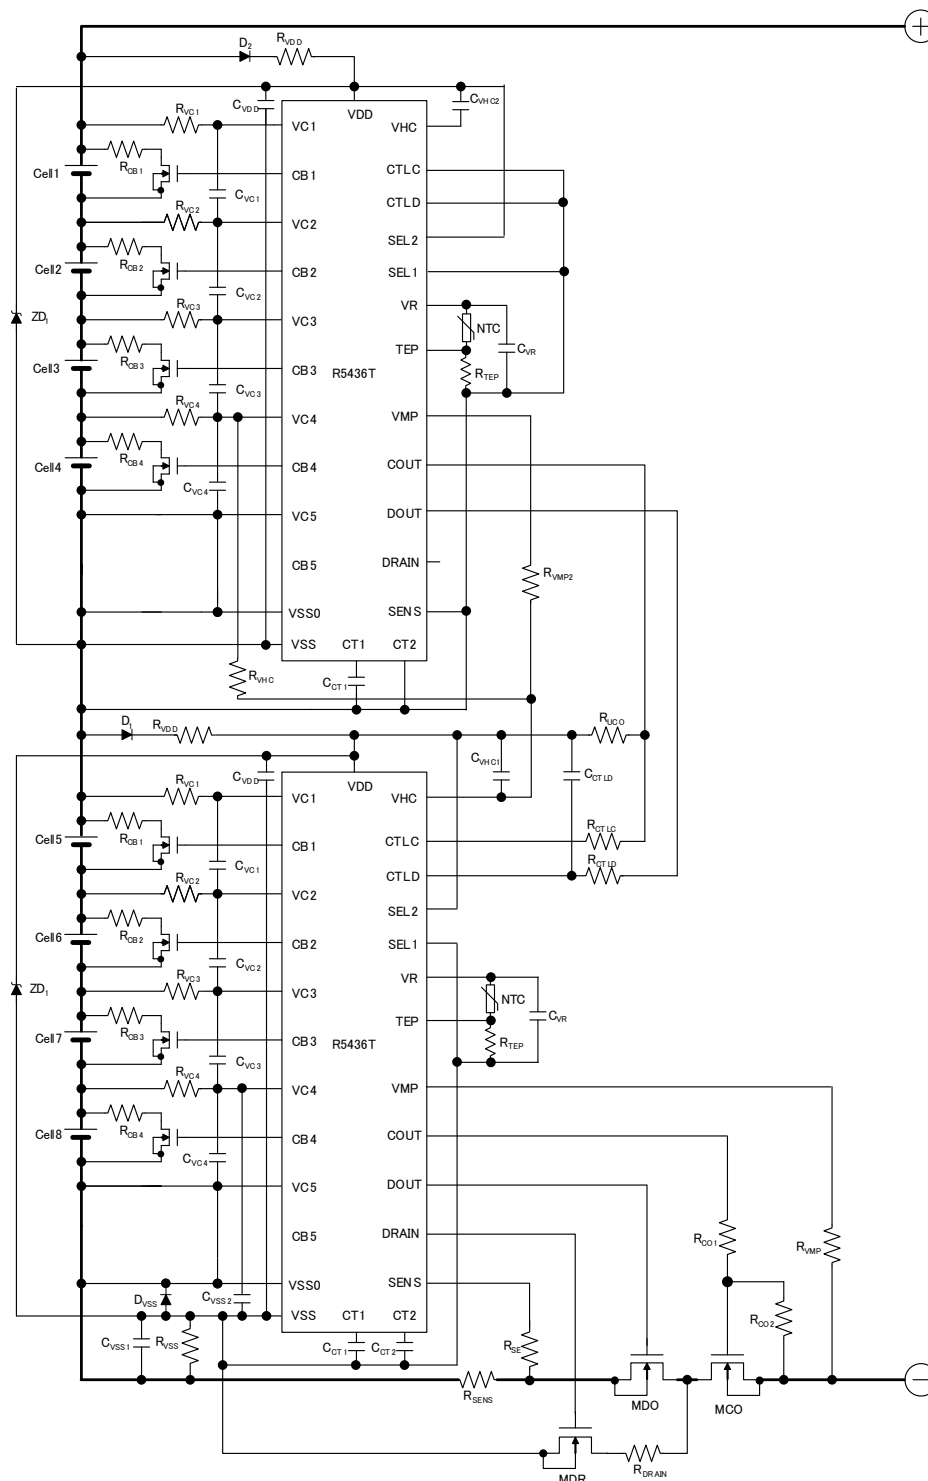 D2 RVDD
VDD
CVDD
CVHC2
RVC1 VC1 VHC
Cell1 RCB1 CB1 CTLC
CVC1 CTLD
RVC2 VC2 SEL2
Cell2 RCB2 CB2 SEL1
CVC2
ZD1 RVC3 VC3 VR
NTC CVR
TEP
Cell3 RCB3 CB3 R5436T RTEP
CVC3
RVC4 VC4 VMP
Cell4 RCB4 CB4 COUT
CVC4
VC5 DOUT
CB5 DRAIN
RVMP2
VSS0 SENS
VSS CT1 CT2
RVHC CCT1
D1 RVDD RUCO
CVDD VDD CVHC1 CCTLD
RVC1 VC1 VHC
Cell5 RCB1 CB1 CTLC RCTLC
CVC1 CTLD RCTLD
RVC2 VC2 SEL2
Cell6 RCB2 CB2 SEL1
CVC2
ZD1 RVC3 VC3 VR
NTC CVR
TEP
Cell7 RCB3 CB3 R5436T RTEP
CVC3
RVC4 VC4 VMP
Cell8 RCB4 CB4 COUT
CVC4
VC5 DOUT
CB5 DRAIN
RCO1 RVMP
VSS0 SENS
DVSS CVSS2 VSS CT1 CT2
RCO2
CVSS1 RVSS CCT1 CCT2 RSE
RSENS MDO MCO
RDRAIN
MDR